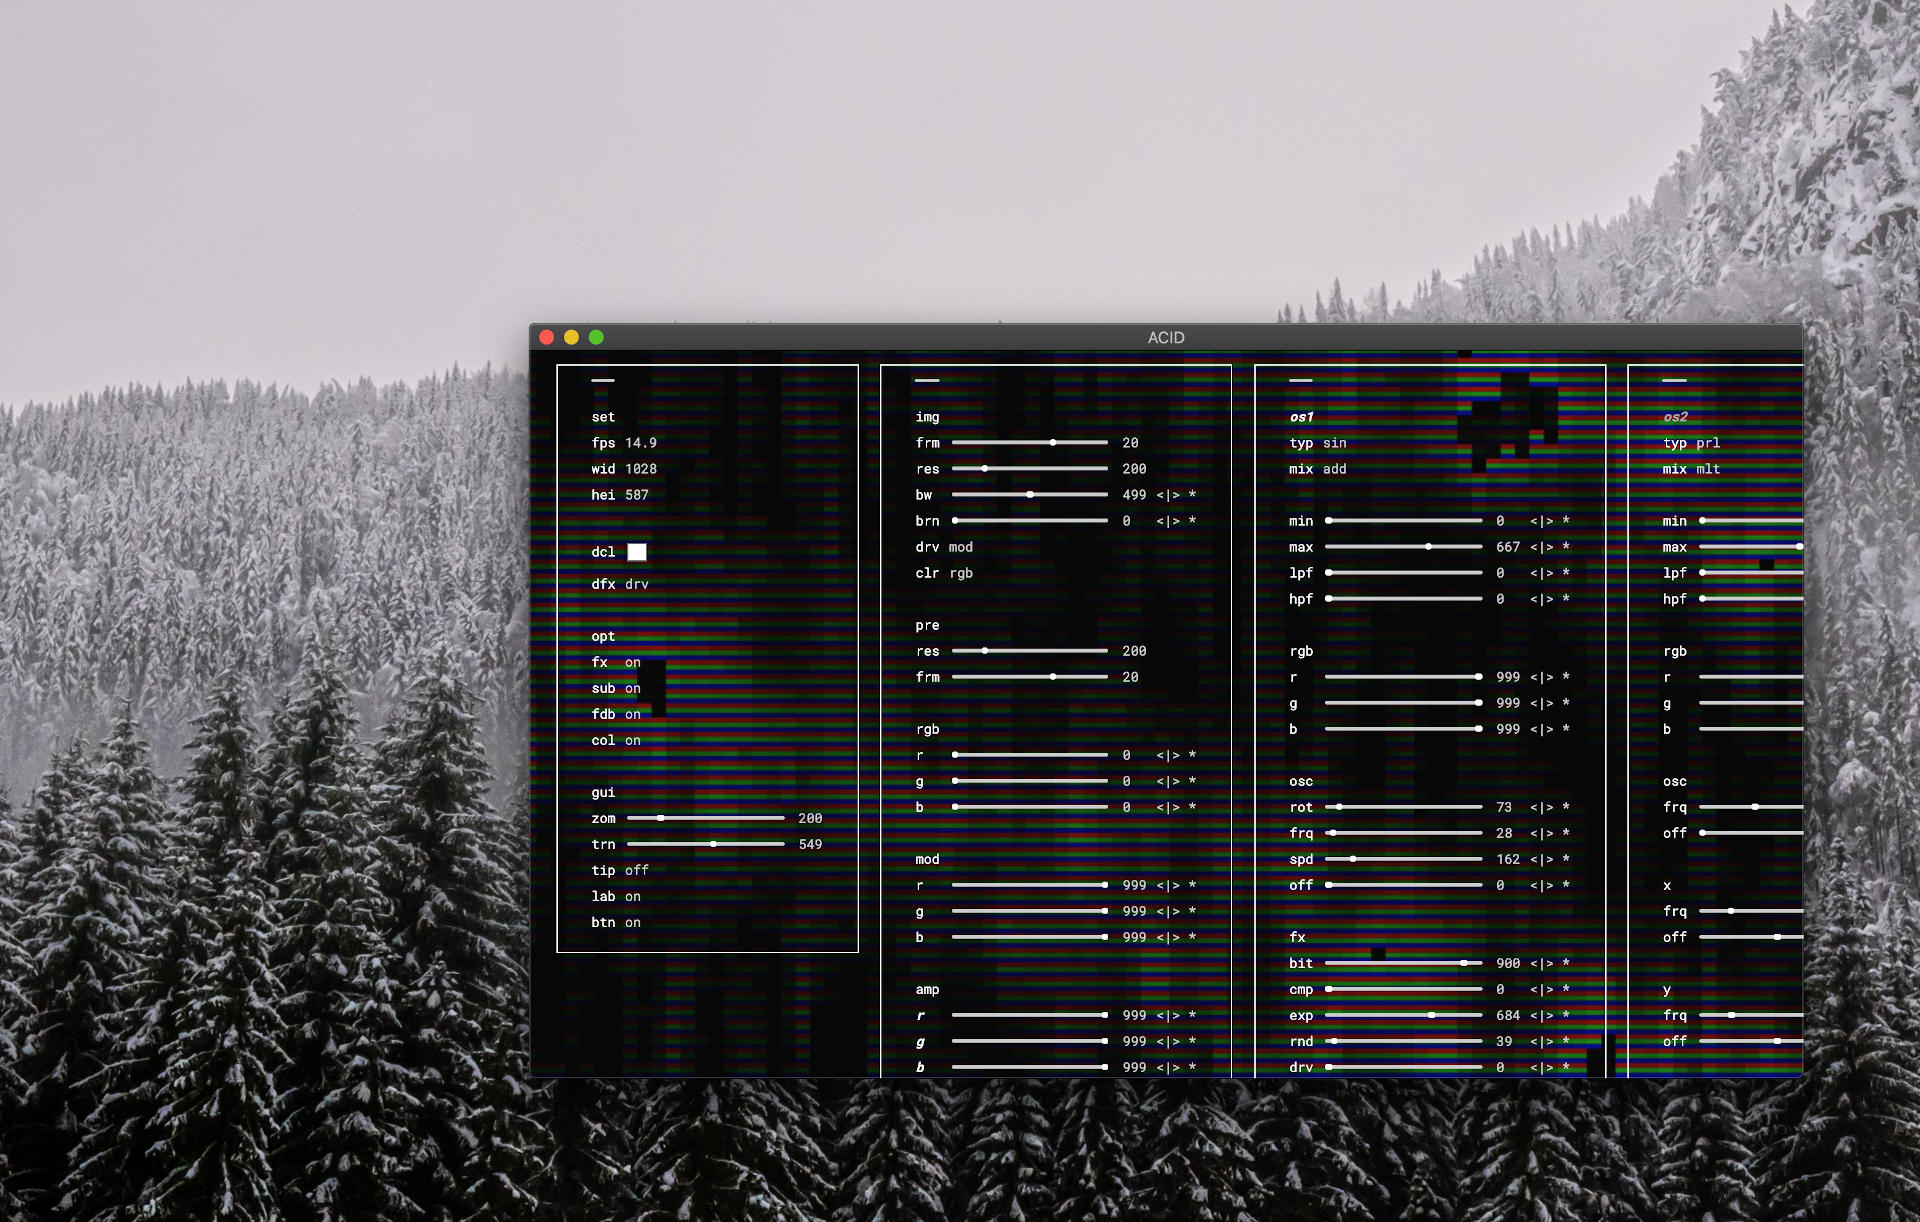 ACID
set
fps 14.9
wid 1028
hei 587
dcl
dfx drv
opt
fx on
sub on
fdb on
col on
gui
zom 200
trn 549
tip off
lab on
btn on
img
frm 20
res 200
bw 499 <|> *
brn 0 <|> *
drv mod
clr rgb
pre
res 200
frm 20
rgb
r 0 <|> *
g 0 <|> *
b 0 <|> *
mod
r 999 <|> *
g 999 <|> *
b 999 <|> *
amp
r 999 <|> *
g 999 <|> *
b 999 <|> *
os1
typ sin
mix add
min 0 <|> *
max 667 <|> *
lpf 0 <|> *
hpf 0 <|> *
rgb
r 999 <|> *
g 999 <|> *
b 999 <|> *
osc
rot 73 <|> *
frq 28 <|> *
spd 162 <|> *
off 0 <|> *
fx
bit 900 <|> *
cmp 0 <|> *
exp 684 <|> *
rnd 39 <|> *
drv 0 <|> *
os2
typ prl
mix mlt
min
max
lpf
hpf
rgb
r
g
b
osc
frq
off
x
frq
off
y
frq
off